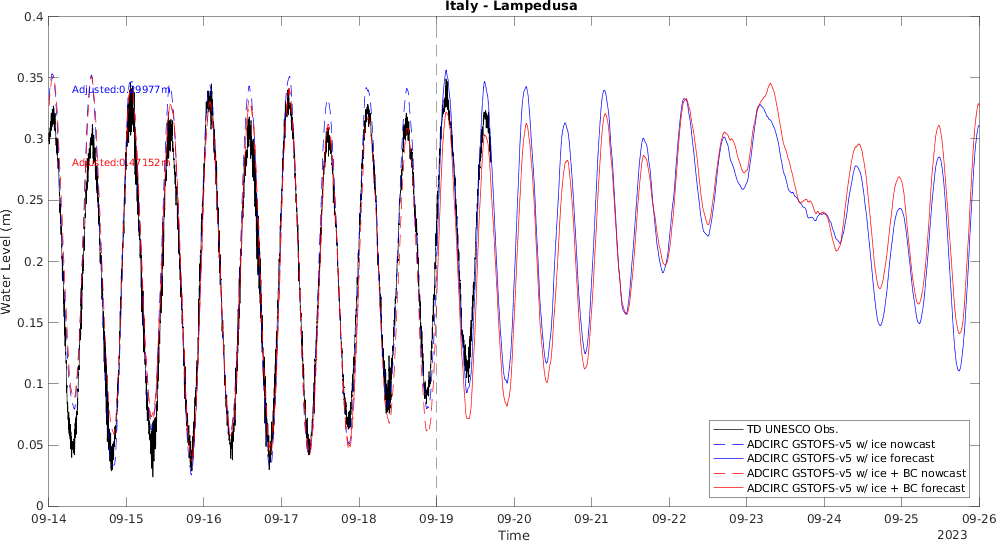 Italy - Lampedusa
0.4
0.35
0.3
0.25
0.2
0.15
0.1
0.05
0
Water Level (m)
Adjusted:0.49977m
Adjusted:0.47152m
TD UNESCO Obs.
ADCIRC GSTOFS-v5 w/ ice nowcast
ADCIRC GSTOFS-v5 w/ ice forecast
ADCIRC GSTOFS-v5 w/ ice + BC nowcast
ADCIRC GSTOFS-v5 w/ ice + BC forecast
09-14 09-15 09-16 09-17 09-18 09-19 09-20 09-21 09-22 09-23 09-24 09-25 09-26
Time
2023